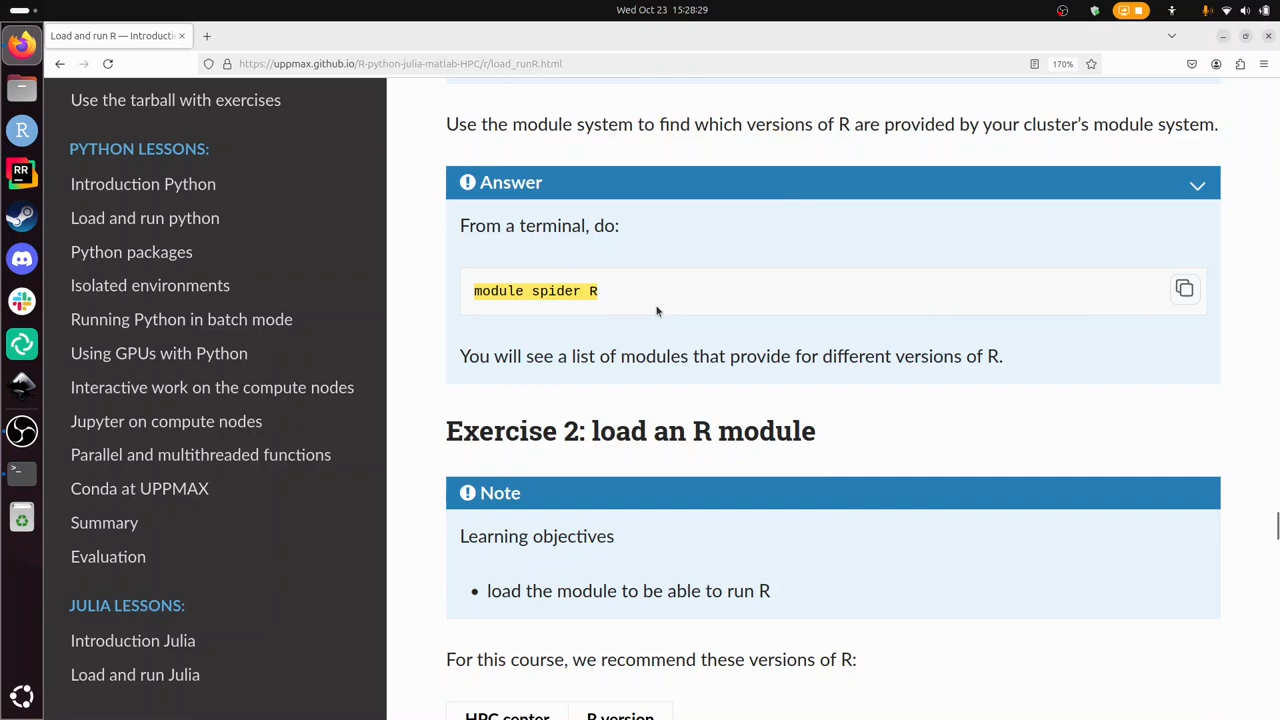 Wed Oct 23 15:28:29
Load and run R — Introducti
https://uppmax.github.io/R-python-julia-matlab-HPC/r/load_runR.html
170%
Use the tarball with exercises
PYTHON LESSONS:
Introduction Python
Load and run python
Python packages
Isolated environments
Running Python in batch mode
Using GPUs with Python
Interactive work on the compute nodes
Jupyter on compute nodes
Parallel and multithreaded functions
Conda at UPPMAX
Summary
Evaluation
JULIA LESSONS:
Introduction Julia
Load and run Julia
Use the module system to find which versions of R are provided by your cluster's module system.
Answer
From a terminal, do:
module spider R
You will see a list of modules that provide for different versions of R.
Exercise 2: load an R module
Note
Learning objectives
• load the module to be able to run R
For this course, we recommend these versions of R:
HPC center R version
R
RR